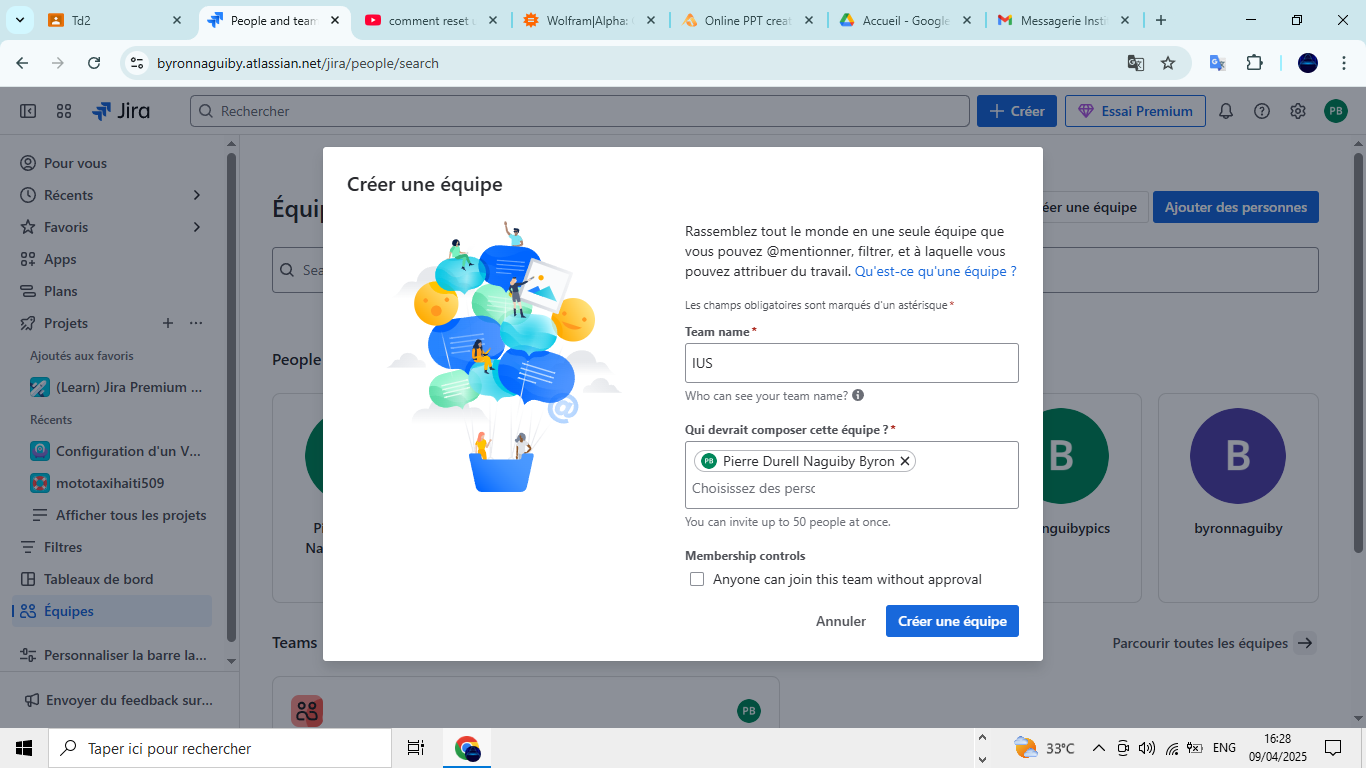 Td2
People and team
comment reset u
Wolfram|Alpha:
Online PPT creat
Accueil - Google
Messagerie Insti
byronnaguiby.atlassian.net/jira/people/search
Jira
Rechercher
Créer
Essai Premium
PB
Pour vous
Récents
Favoris
Apps
Plans
Projets
Ajoutés aux favoris
(Learn) Jira Premium ...
Récents
Configuration d'un V...
mototaxihaiti509
Afficher tous les projets
Filtres
Tableaux de bord
Équipes
Personnaliser la barre la...
Envoyer du feedback sur...
Équip
éer une équipe
Ajouter des personnes
Sea
People
Pi
Na
B
nguibypics
B
byronnaguiby
Teams
Parcourir toutes les équipes
PB
Créer une équipe
Rassemblez tout le monde en une seule équipe que
vous pouvez @mentionner, filtrer, et à laquelle vous
pouvez attribuer du travail. Qu'est-ce qu'une équipe ?
Les champs obligatoires sont marqués d'un astérisque*
Team name*
IUS
Who can see your team name?
Qui devrait composer cette équipe ?*
PB Pierre Durell Naguiby Byron
Choisissez des perso
You can invite up to 50 people at once.
Membership controls
Anyone can join this team without approval
Annuler
Créer une équipe
@
Taper ici pour rechercher
33°C
ENG
16:28
09/04/2025